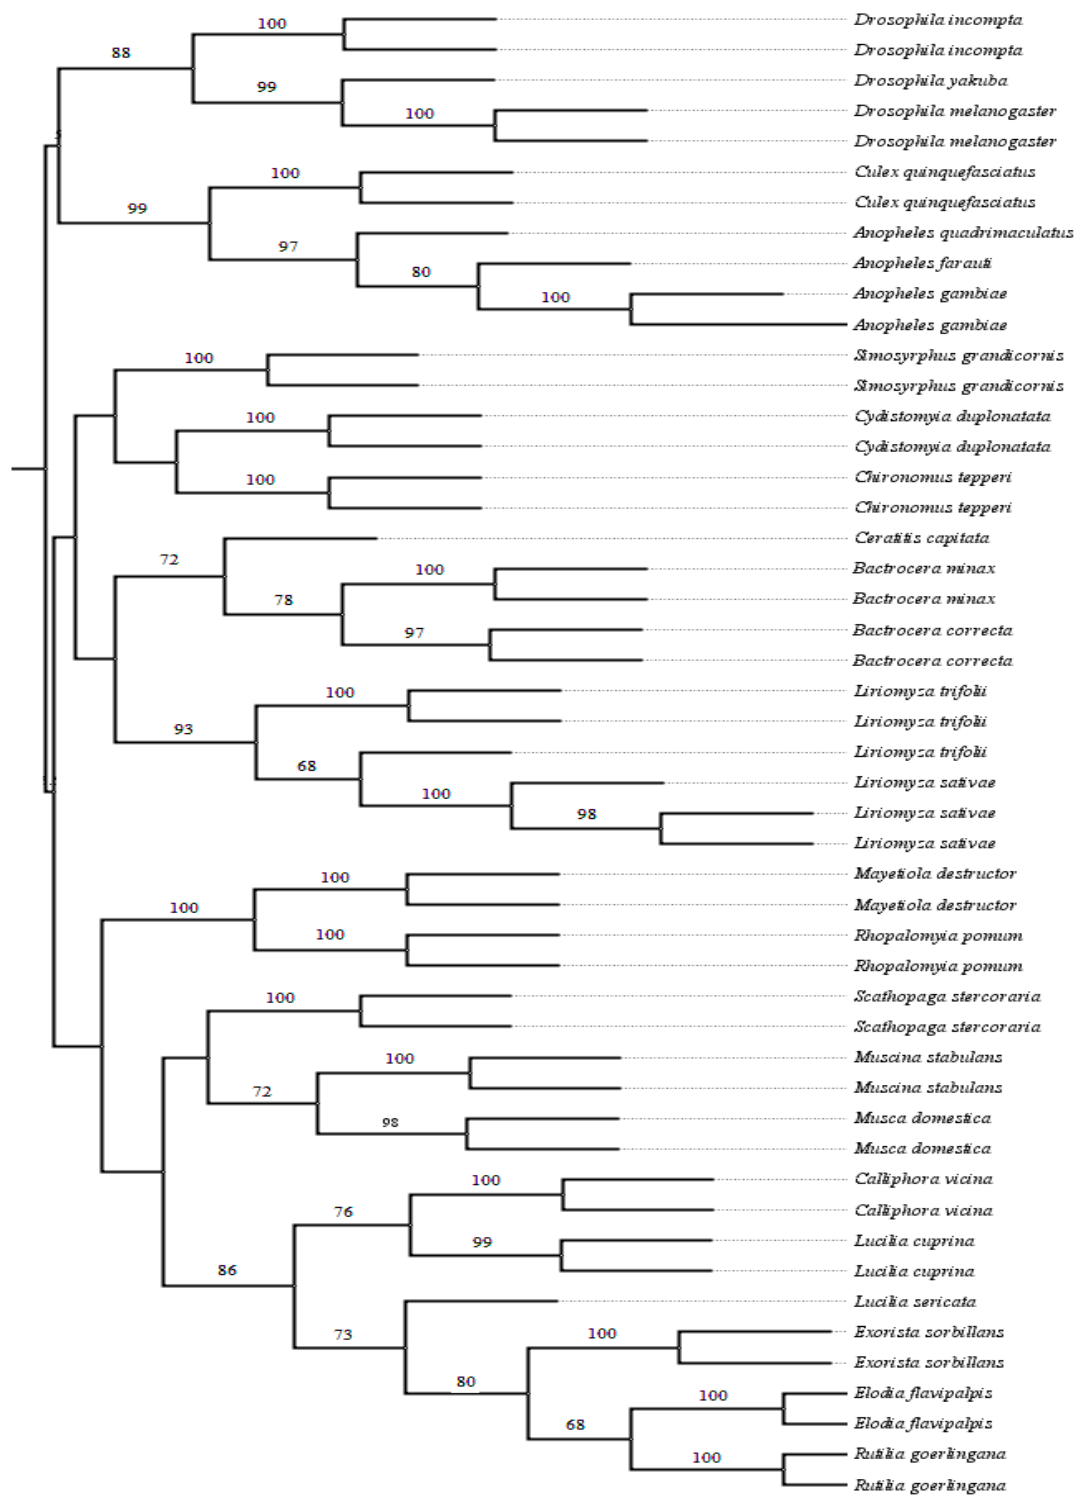 100 Drosophila incompta
88 Drosophila incompta
99 Drosophila yakuba
100 Drosophila melanogaster
Drosophila melanogaster
100 Culex quinquefasciatus
99 Culex quinquefasciatus
97 Anopheles quadrimaculatus
80 Anopheles farauti
100 Anopheles gambiae
Anopheles gambiae
100 Simosyrphus grandicornis
Simosyrphus grandicornis
100 Cydistomyia duplonatata
Cydistomyia duplonatata
100 Chironomus tepperi
Chironomus tepperi
72 Ceratitis capitata
100 Bactrocera minax
78 Bactrocera minax
97 Bactrocera correcta
Bactrocera correcta
100 Liriomyza trifolii
93 Liriomyza trifolii
68 Liriomyza trifolii
100 Liriomyza sativae
98 Liriomyza sativae
Liriomyza sativae
100 Mayetiola destructor
100 Mayetiola destructor
100 Rhopalomyia pomum
Rhopalomyia pomum
100 Scathopaga stercoraria
Scathopaga stercoraria
100 Muscina stabulans
72 Muscina stabulans
98 Musca domestica
Musca domestica
100 Calliphora vicina
76 Calliphora vicina
99 Lucilia cuprina
86 Lucilia cuprina
Lucilia sericata
73 100 Exorista sorbillans
Exorista sorbillans
80 100 Elodia flavipalpis
68 Elodia flavipalpis
100 Rutilia goerlingana
Rutilia goerlingana